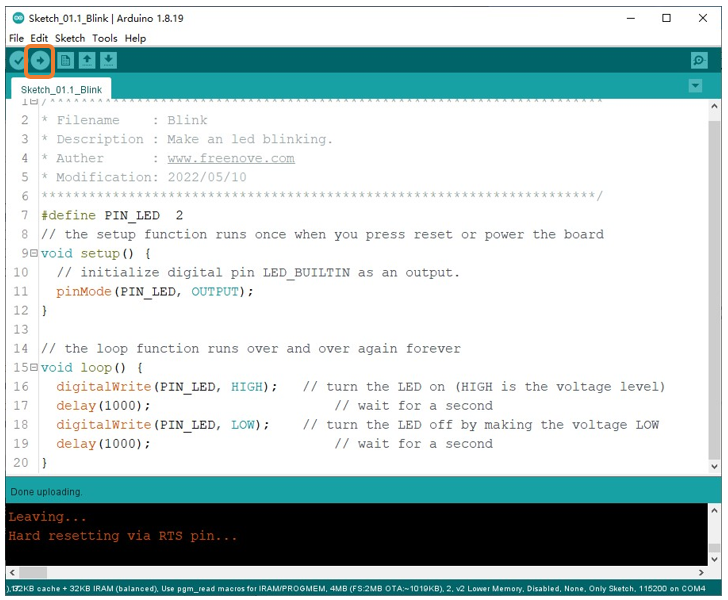 Sketch_01.1_Blink | Arduino 1.8.19
File Edit Sketch Tools Help
Sketch_01.1_Blink
1 /**********************************************************************
2 * Filename    : Blink
3 * Description : Make an led blinking.
4 * Auther      : www.freenove.com
5 * Modification: 2022/05/10
6 **********************************************************************/
7 #define PIN_LED  2
8 // the setup function runs once when you press reset or power the board
9 void setup() {
10   // initialize digital pin LED_BUILTIN as an output.
11   pinMode(PIN_LED, OUTPUT);
12 }
13
14 // the loop function runs over and over again forever
15 void loop() {
16   digitalWrite(PIN_LED, HIGH);   // turn the LED on (HIGH is the voltage level)
17   delay(1000);                       // wait for a second
18   digitalWrite(PIN_LED, LOW);    // turn the LED off by making the voltage LOW
19   delay(1000);                       // wait for a second
20 }
Done uploading.
Leaving...
Hard resetting via RTS pin...
32KB cache + 32KB IRAM (balanced), Use pgm_read macros for IRAM/PROGMEM, 4MB (FS:2MB OTA:~1019KB), 2, v2 Lower Memory, Disabled, None, Only Sketch, 115200 on COM4